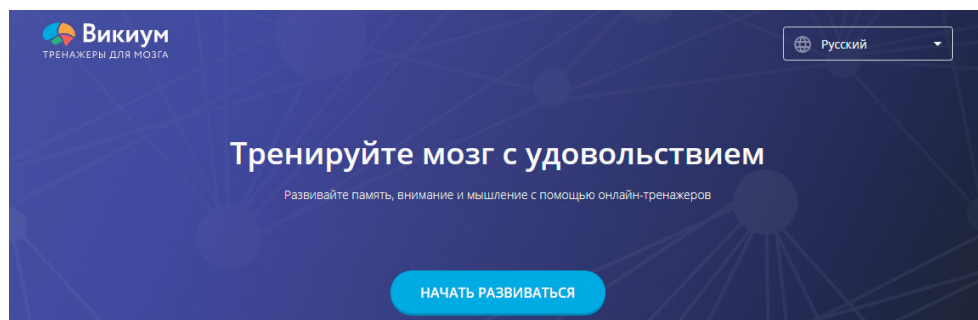 Викиум
ТРЕНАЖЕРЫ ДЛЯ МОЗГА
Русский
Тренируйте мозг с удовольствием
Развивайте память, внимание и мышление с помощью онлайн-тренажеров
НАЧАТЬ РАЗВИВАТЬСЯ